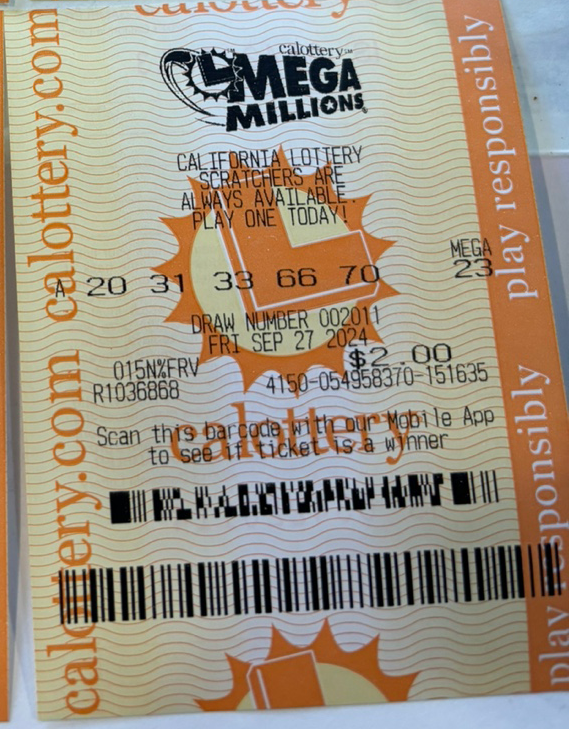 calottery
calottery
MEGA
MILLIONS
CALIFORNIA LOTTERY
SCRATCHERS ARE
ALWAYS AVAILABLE.
PLAY ONE TODAY!
MEGA
A 20 31 33 66 70 23
DRAW NUMBER 002011
FRI SEP 27 2024
$2.00
015N%FRV
R1036868 4150-054958370-151635
calottery
Scan this barcode with our Mobile App
to see if ticket is a winner
calottery.com calottery.com
play responsibly play responsibly